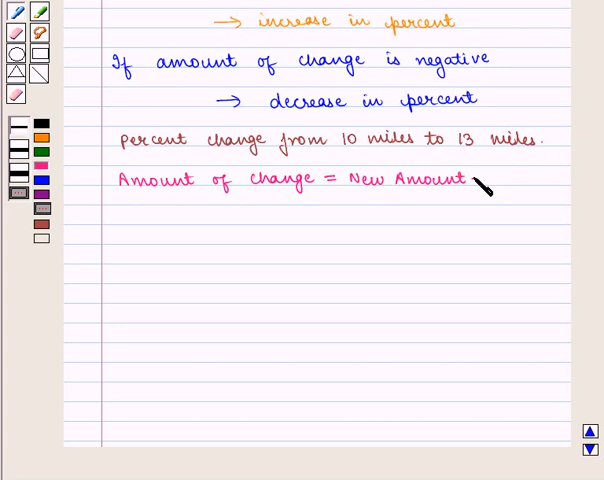 → increase in percent
If amount of change is negative
→ decrease in percent
Percent change from 10 miles to 13 miles.
Amount of change = New Amount